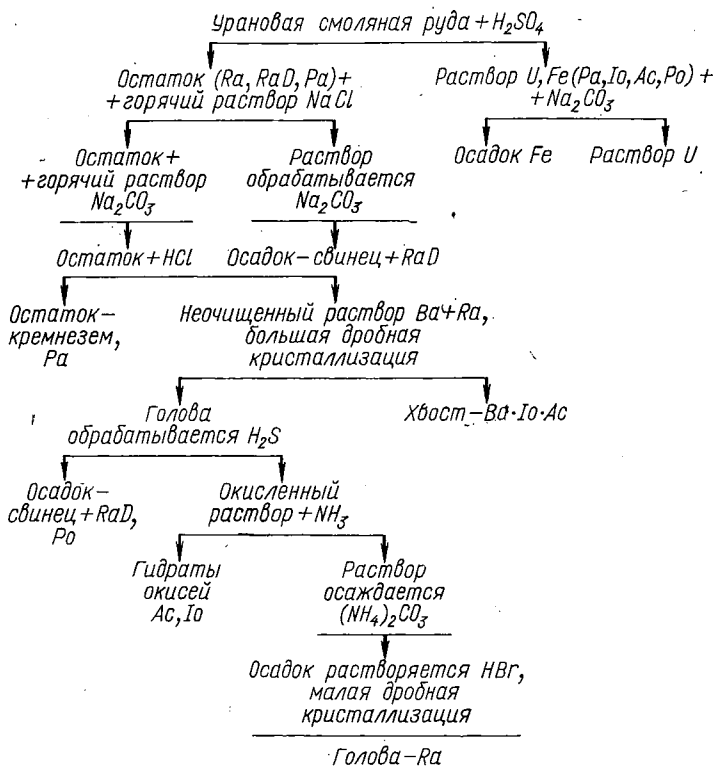 Урановая смоляная руда + H₂SO₄
Остаток (Ra, RaD, Pa) +
+ горячий раствор NaCl
Раствор U, Fe (Pa, Io, Ac, Po) +
+ Na₂CO₃
Остаток +
+ горячий раствор
Na₂CO₃
Раствор
обрабатывается
Na₂CO₃
Осадок Fe
Раствор U
Остаток + HCl
Осадок – свинец + RaD
Остаток –
кремнезем,
Pa
Неочищенный раствор Ba + Ra,
большая дробная
кристаллизация
Голова
обрабатывается H₂S
Хвост – Ba · Io · Ac
Осадок –
свинец + RaD,
Po
Окисленный
раствор + NH₃
Гидраты
окисей
Ac, Io
Раствор
осаждается
(NH₄)₂CO₃
Осадок растворяется HBr,
малая дробная
кристаллизация
Голова – Ra